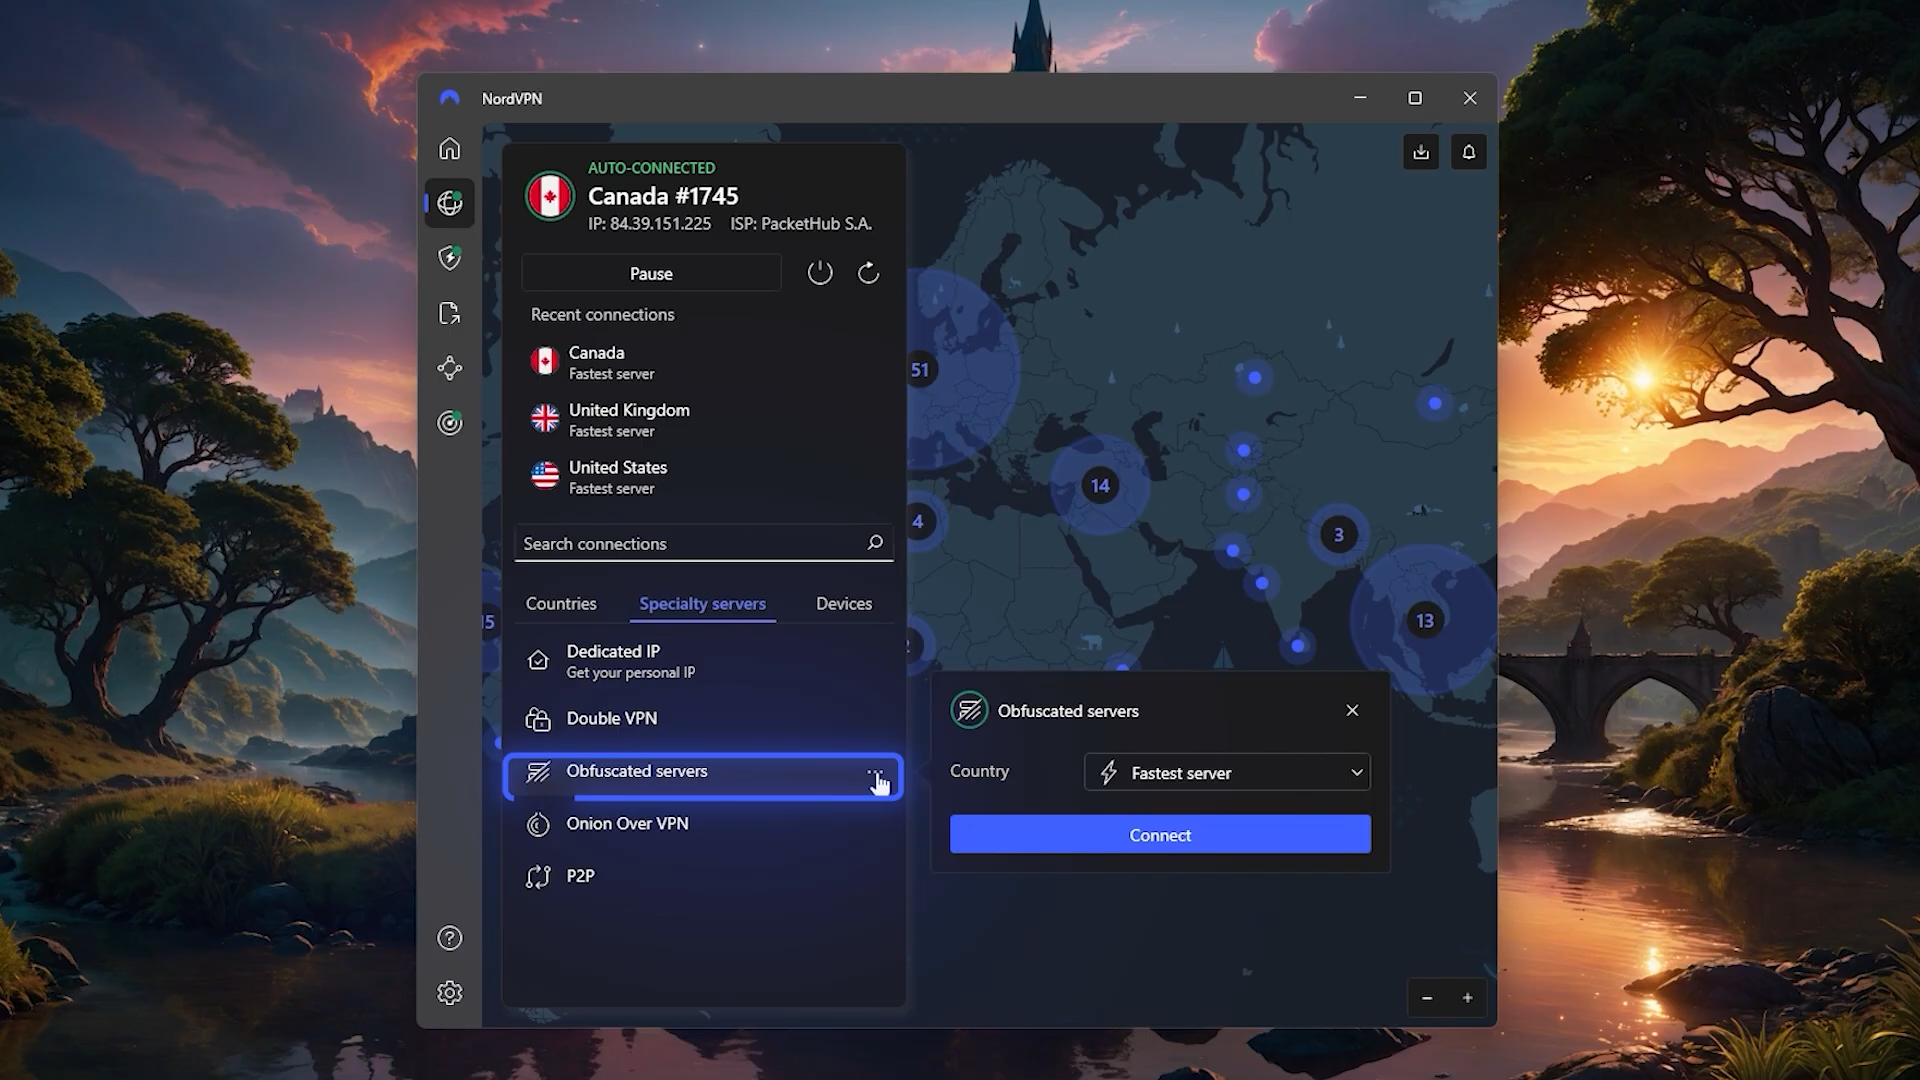 NordVPN
AUTO-CONNECTED
Canada #1745
IP: 84.39.151.225 ISP: PacketHub S.A.
Pause
Recent connections
Canada
Fastest server
United Kingdom
Fastest server
United States
Fastest server
Search connections
Countries Specialty servers Devices
Dedicated IP
Get your personal IP
Double VPN
Obfuscated servers
Onion Over VPN
P2P
51
14
4
3
13
Obfuscated servers
Country Fastest server
Connect